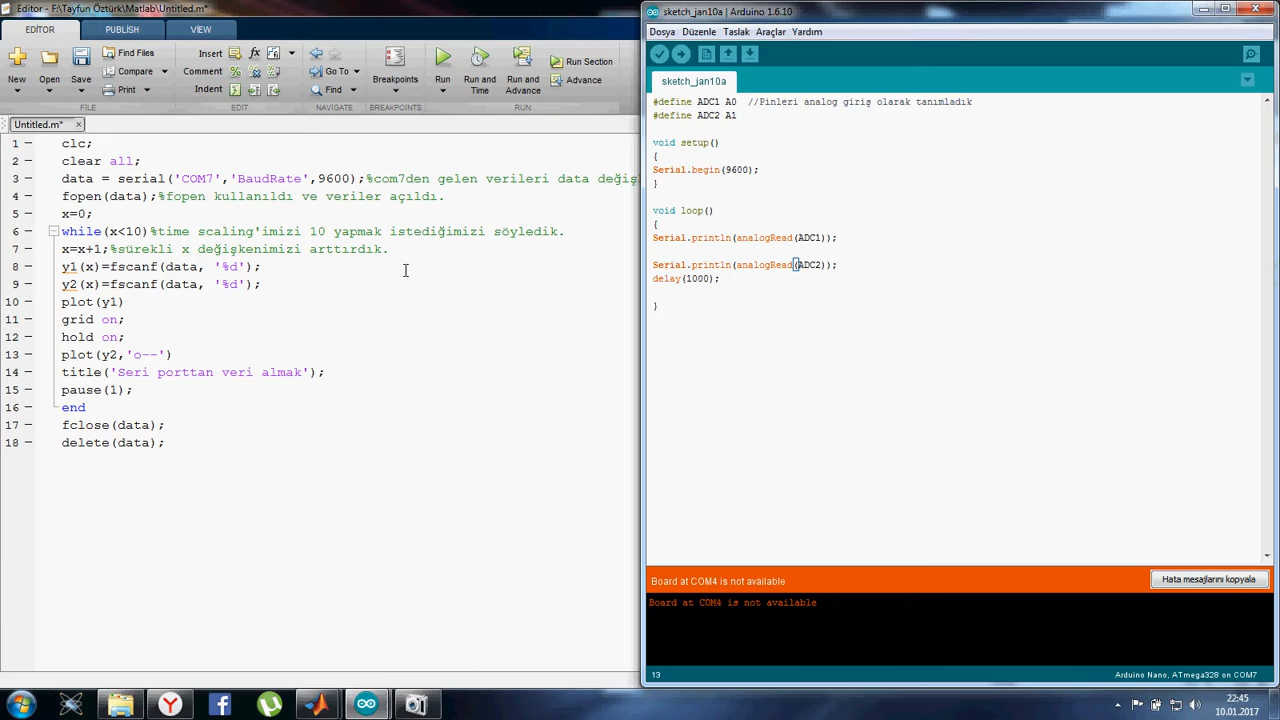 Editor - F:\Tayfun Öztürk\Matlab\Untitled.m*
EDITOR PUBLISH VIEW
New Open Save Find Files Compare Print
FILE
Insert Comment Indent
EDIT
Go To Find
NAVIGATE
Breakpoints
BREAKPOINTS
Run Run and Time Run and Advance Run Section Advance
RUN
Untitled.m* ×
1 clc;
2 clear all;
3 data = serial('COM7','BaudRate',9600);%com7den gelen verileri data değiş
4 fopen(data);%fopen kullanıldı ve veriler açıldı.
5 x=0;
6 while(x<10)%time scaling'imizi 10 yapmak istediğimizi söyledik.
7 x=x+1;%sürekli x değişkenimizi arttırdık.
8 y1(x)=fscanf(data, '%d');
9 y2(x)=fscanf(data, '%d');
10 plot(y1)
11 grid on;
12 hold on;
13 plot(y2,'o--')
14 title('Seri porttan veri almak');
15 pause(1);
16 end
17 fclose(data);
18 delete(data);
sketch_jan10a | Arduino 1.6.10
Dosya Düzenle Taslak Araçlar Yardım
sketch_jan10a
#define ADC1 A0 //Pinleri analog giriş olarak tanımladık
#define ADC2 A1
void setup()
{
Serial.begin(9600);
}
void loop()
{
Serial.println(analogRead(ADC1));
Serial.println(analogRead(ADC2));
delay(1000);
}
Board at COM4 is not available
Hata mesajlarını kopyala
Board at COM4 is not available
13
Arduino Nano, ATmega328 on COM7
22:45
10.01.2017